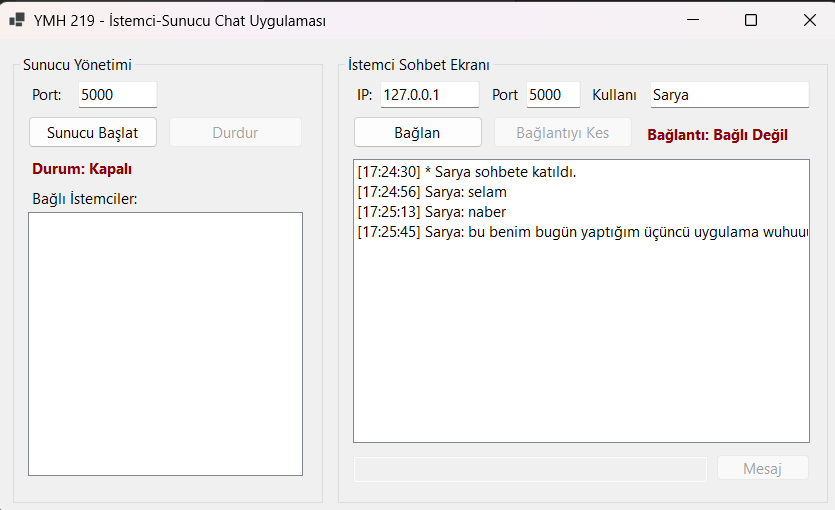 YMH 219 - İstemci-Sunucu Chat Uygulaması
Sunucu Yönetimi
Port: 5000
Sunucu Başlat Durdur
Durum: Kapalı
Bağlı İstemciler:
İstemci Sohbet Ekranı
IP: 127.0.0.1 Port 5000 Kullanı Sarya
Bağlan Bağlantıyı Kes Bağlantı: Bağlı Değil
[17:24:30] * Sarya sohbete katıldı.
[17:24:56] Sarya: selam
[17:25:13] Sarya: naber
[17:25:45] Sarya: bu benim bugün yaptığım üçüncü uygulama wuhuuu
Mesaj